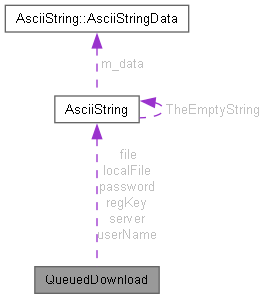 AsciiString::AsciiStringData
m_data
AsciiString
TheEmptyString
file
localFile
password
regKey
server
userName
QueuedDownload